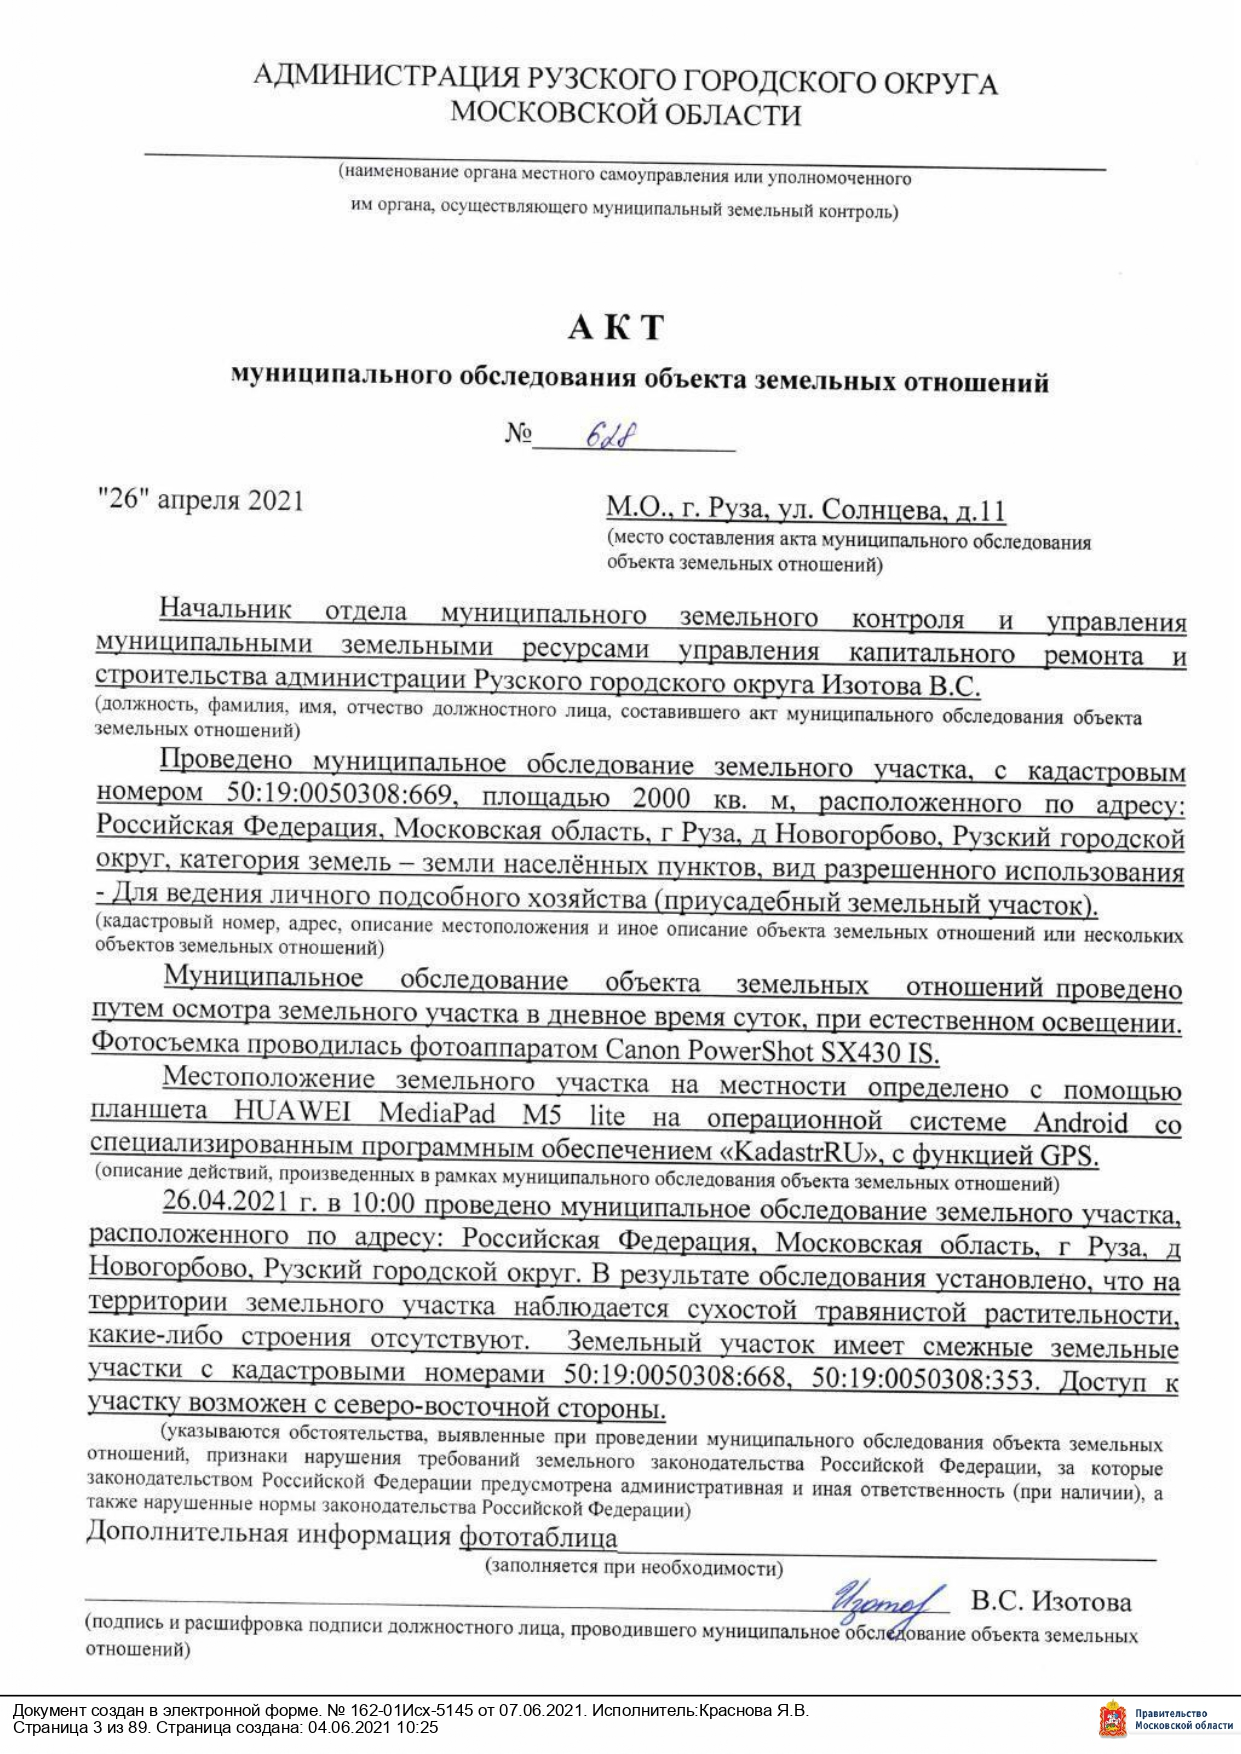 АДМИНИСТРАЦИЯ РУЗСКОГО ГОРОДСКОГО ОКРУГА
МОСКОВСКОЙ ОБЛАСТИ
(наименование органа местного самоуправления или уполномоченного
им органа, осуществляющего муниципальный земельный контроль)
А К Т
муниципального обследования объекта земельных отношений
№ 628
"26" апреля 2021
М.О., г. Руза, ул. Солнцева, д.11
(место составления акта муниципального обследования
объекта земельных отношений)
Начальник отдела муниципального земельного контроля и управления
муниципальными земельными ресурсами управления капитального ремонта и
строительства администрации Рузского городского округа Изотова В.С.
(должность, фамилия, имя, отчество должностного лица, составившего акт муниципального обследования объекта
земельных отношений)
Проведено муниципальное обследование земельного участка, с кадастровым
номером 50:19:0050308:669, площадью 2000 кв. м, расположенного по адресу:
Российская Федерация, Московская область, г Руза, д Новогорбово, Рузский городской
округ, категория земель – земли населённых пунктов, вид разрешенного использования
- Для ведения личного подсобного хозяйства (приусадебный земельный участок).
(кадастровый номер, адрес, описание местоположения и иное описание объекта земельных отношений или нескольких
объектов земельных отношений)
Муниципальное обследование объекта земельных отношений проведено
путем осмотра земельного участка в дневное время суток, при естественном освещении.
Фотосъемка проводилась фотоаппаратом Canon PowerShot SX430 IS.
Местоположение земельного участка на местности определено с помощью
планшета HUAWEI MediaPad M5 lite на операционной системе Android со
специализированным программным обеспечением «KadastrRU», с функцией GPS.
(описание действий, произведенных в рамках муниципального обследования объекта земельных отношений)
26.04.2021 г. в 10:00 проведено муниципальное обследование земельного участка,
расположенного по адресу: Российская Федерация, Московская область, г Руза, д
Новогорбово, Рузский городской округ. В результате обследования установлено, что на
территории земельного участка наблюдается сухостой травянистой растительности,
какие-либо строения отсутствуют. Земельный участок имеет смежные земельные
участки с кадастровыми номерами 50:19:0050308:668, 50:19:0050308:353. Доступ к
участку возможен с северо-восточной стороны.
(указываются обстоятельства, выявленные при проведении муниципального обследования объекта земельных
отношений, признаки нарушения требований земельного законодательства Российской Федерации, за которые
законодательством Российской Федерации предусмотрена административная и иная ответственность (при наличии), а
также нарушенные нормы законодательства Российской Федерации)
Дополнительная информация фототаблица
(заполняется при необходимости)
Изотов В.С. Изотова
(подпись и расшифровка подписи должностного лица, проводившего муниципальное обследование объекта земельных
отношений)
Документ создан в электронной форме. № 162-01Исх-5145 от 07.06.2021. Исполнитель:Краснова Я.В.
Страница 3 из 89. Страница создана: 04.06.2021 10:25
Правительство
Московской области